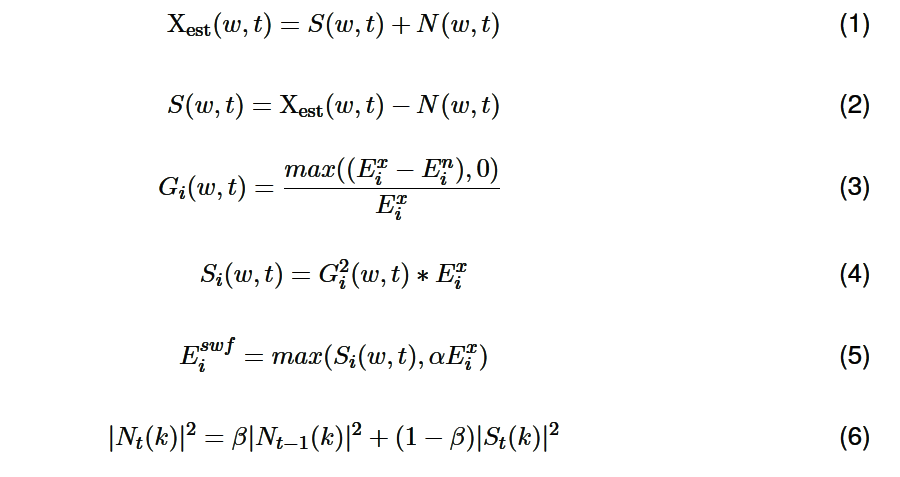 X_est(w, t) = S(w, t) + N(w, t) (1)
S(w, t) = X_est(w, t) − N(w, t) (2)
G_i(w, t) = \frac{max((E_i^x − E_i^n), 0)}{E_i^x} (3)
S_i(w, t) = G_i^2(w, t) ∗ E_i^x (4)
E_i^{swf} = max(S_i(w, t), αE_i^x) (5)
|N_t(k)|^2 = β|N_{t−1}(k)|^2 + (1 − β)|S_t(k)|^2 (6)